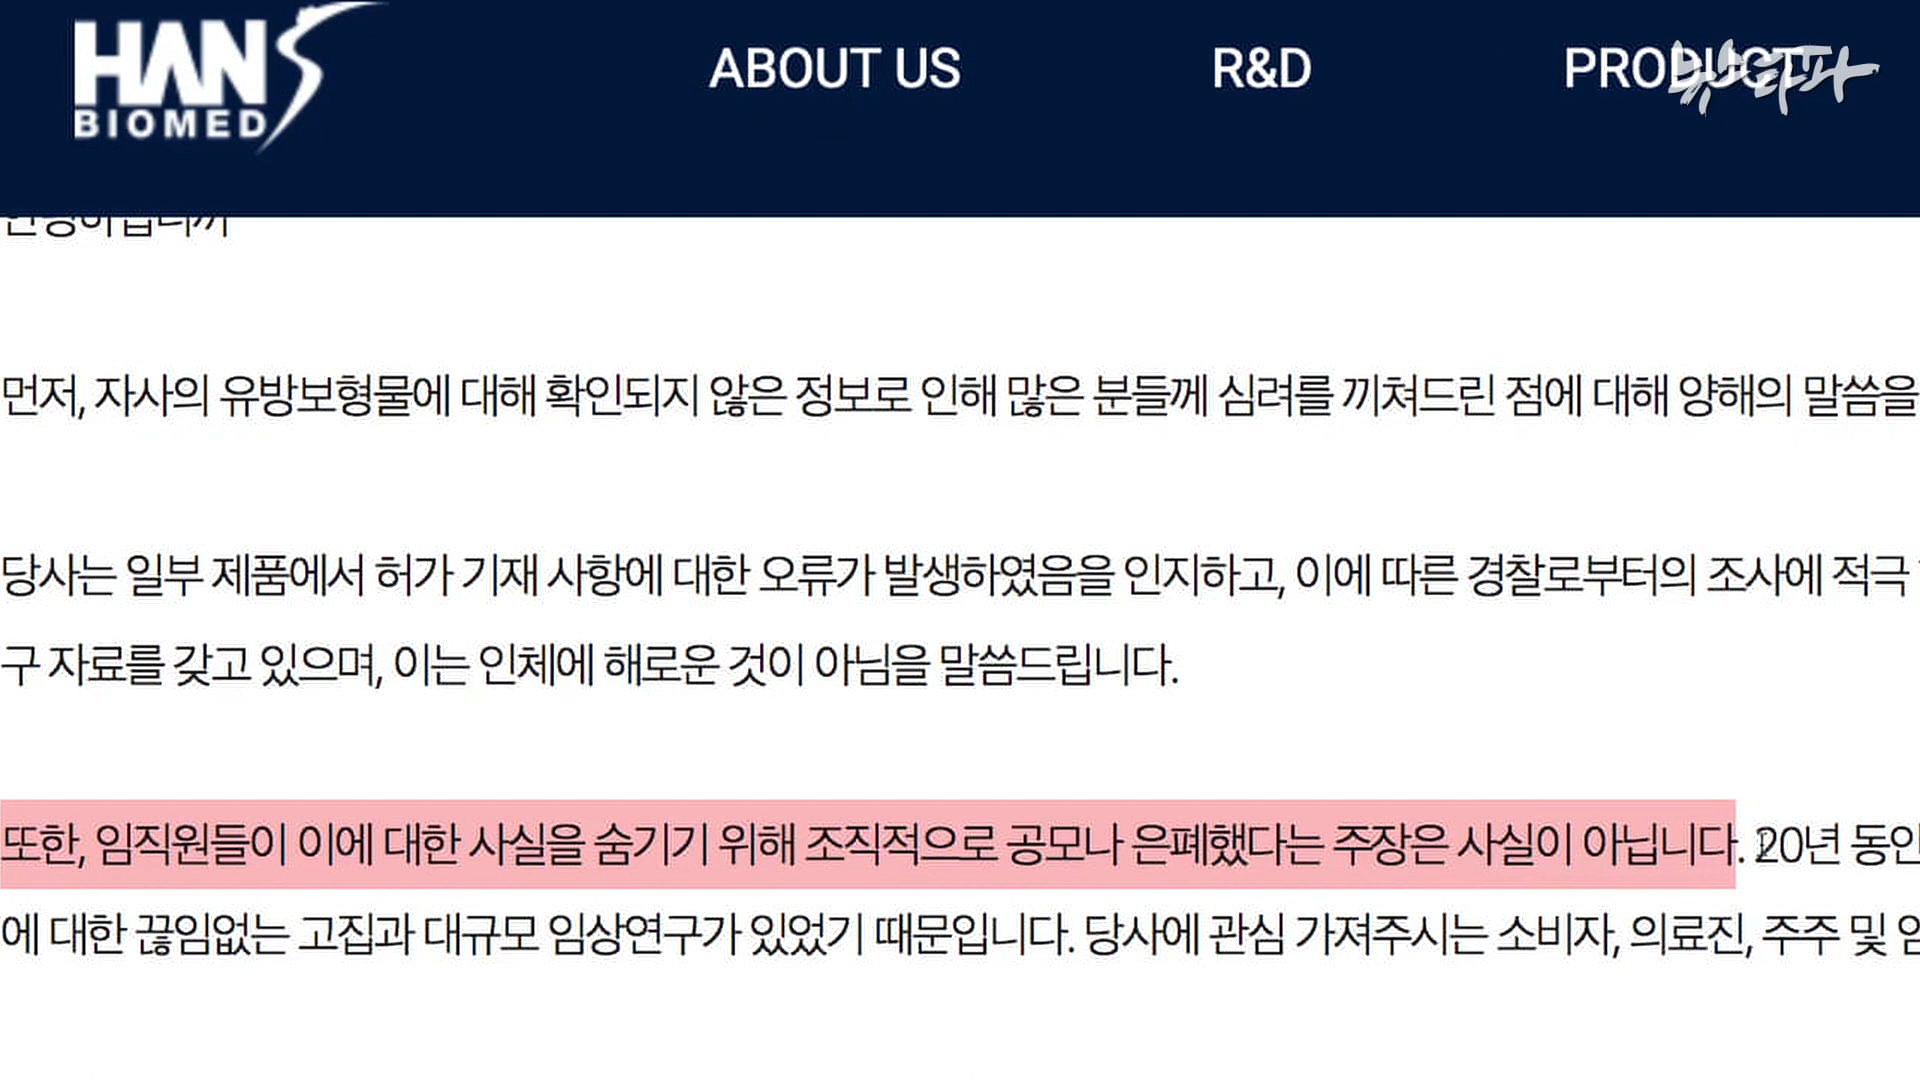 HANS
BIOMED
ABOUT US
R&D
PRODUCT
뉴스타파
안녕하십니까
먼저, 자사의 유방보형물에 대해 확인되지 않은 정보로 인해 많은 분들께 심려를 끼쳐드린 점에 대해 양해의 말씀을
당사는 일부 제품에서 허가 기재 사항에 대한 오류가 발생하였음을 인지하고, 이에 따른 경찰로부터의 조사에 적극
구 자료를 갖고 있으며, 이는 인체에 해로운 것이 아님을 말씀드립니다.
또한, 임직원들이 이에 대한 사실을 숨기기 위해 조직적으로 공모나 은폐했다는 주장은 사실이 아닙니다. 20년 동안
에 대한 끊임없는 고집과 대규모 임상연구가 있었기 때문입니다. 당사에 관심 가져주시는 소비자, 의료진, 주주 및